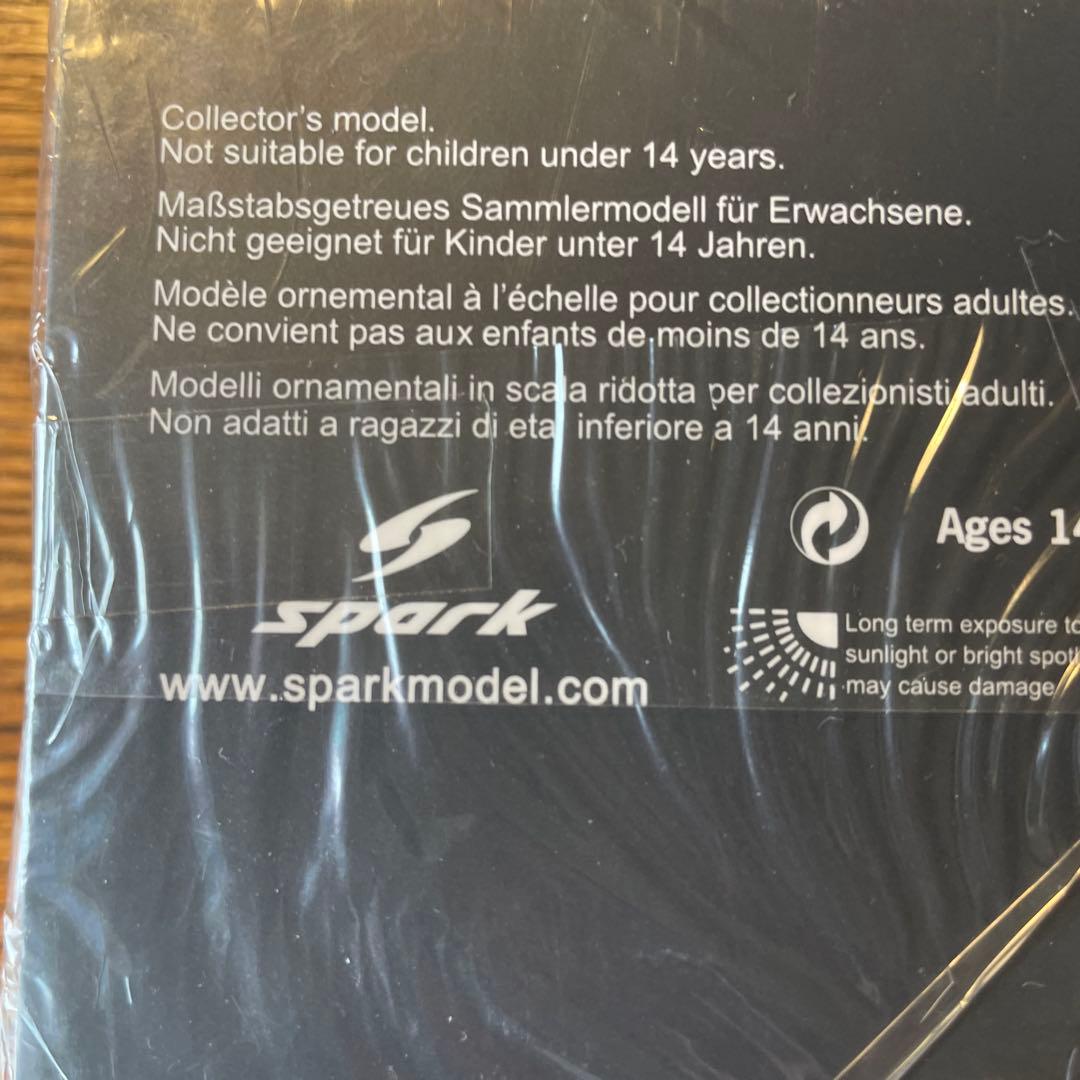 Collector's model.
Not suitable for children under 14 years.
Maßstabsgetreues Sammlermodell für Erwachsene.
Nicht geeignet für Kinder unter 14 Jahren.
Modèle ornemental à l'échelle pour collectionneurs adultes.
Ne convient pas aux enfants de moins de 14 ans.
Modelli ornamentali in scala ridotta per collezionisti adulti.
Non adatti a ragazzi di eta inferiore a 14 anni.
Ages 14
spark
www.sparkmodel.com
Long term exposure to
sunlight or bright
may cause damage